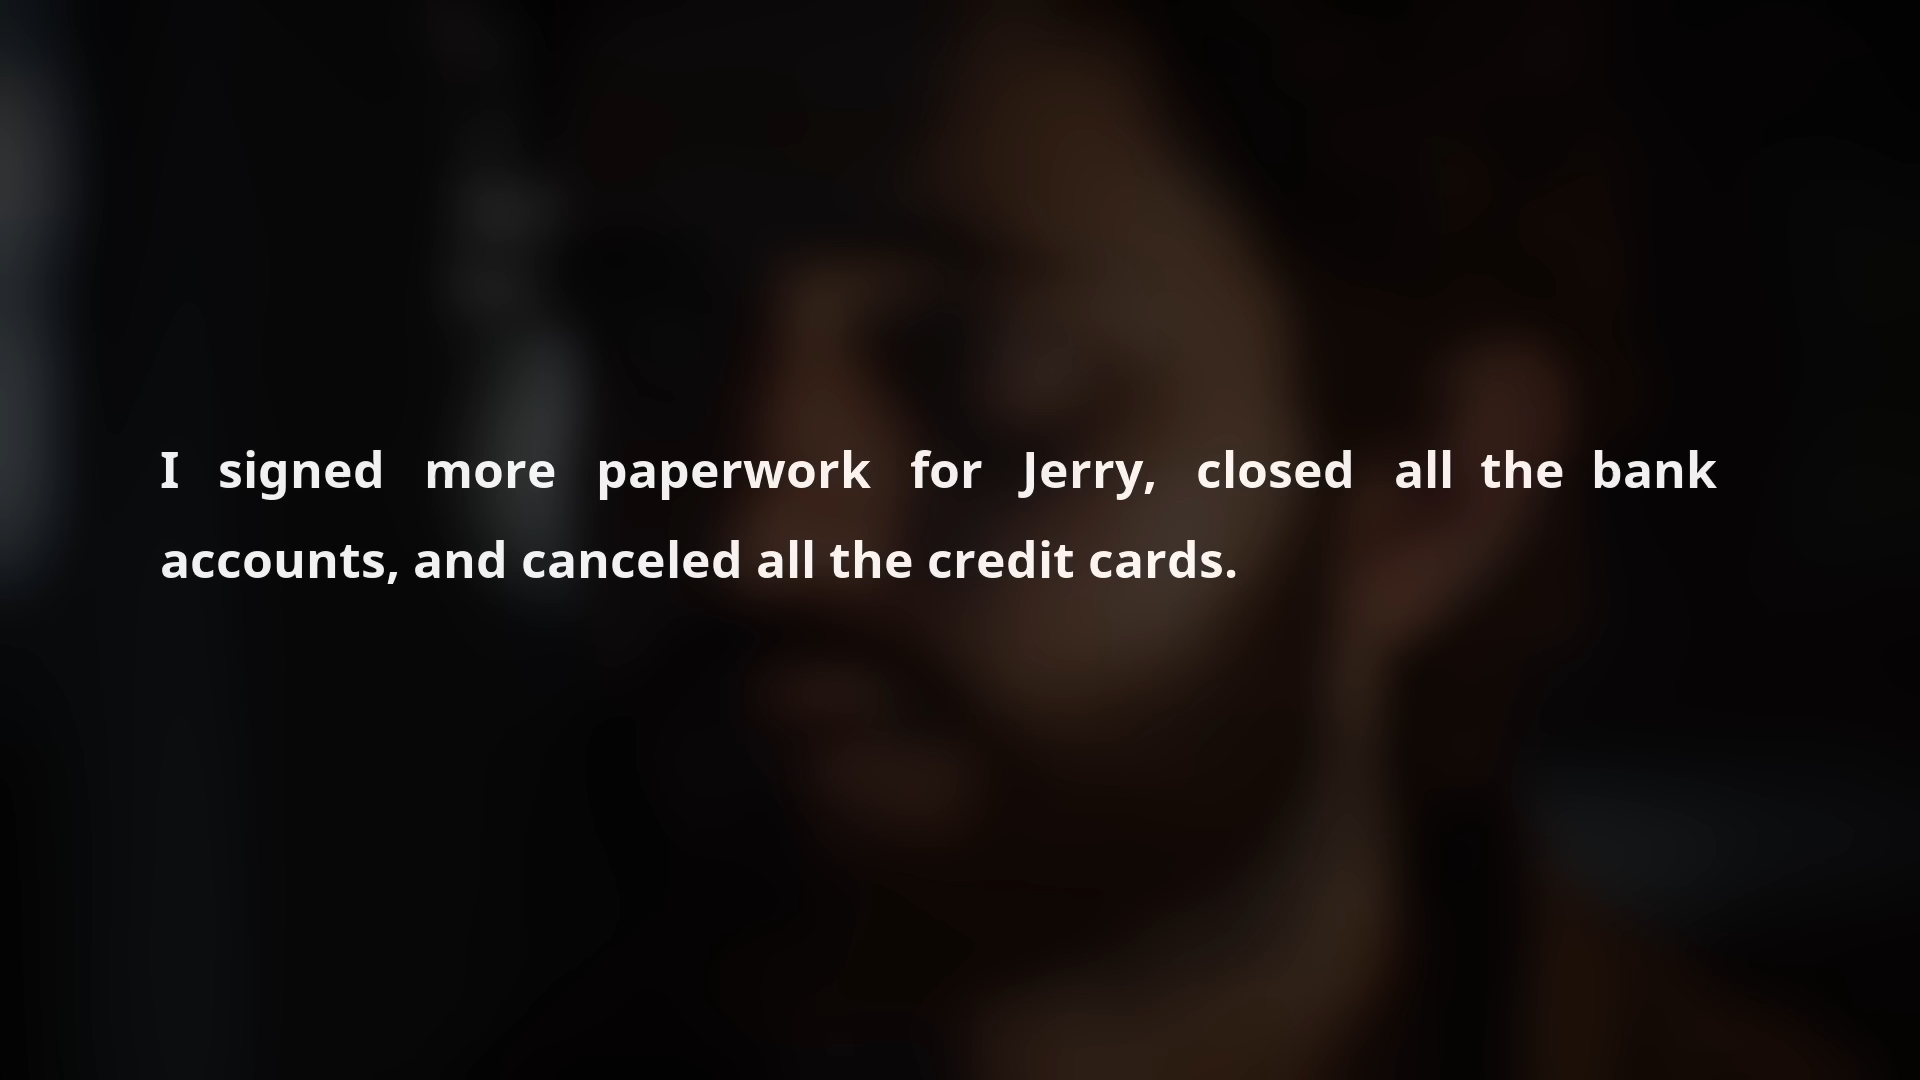 I signed more paperwork for Jerry, closed all the bank
accounts, and canceled all the credit cards.